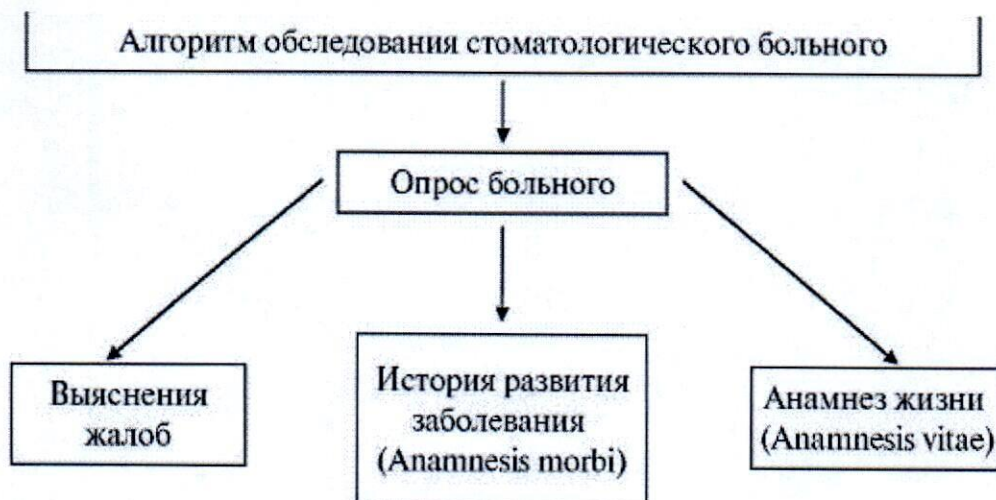 Алгоритм обследования стоматологического больного
Опрос больного
Выяснения
жалоб
История развития
заболевания
(Anamnesis morbi)
Анамнез жизни
(Anamnesis vitae)